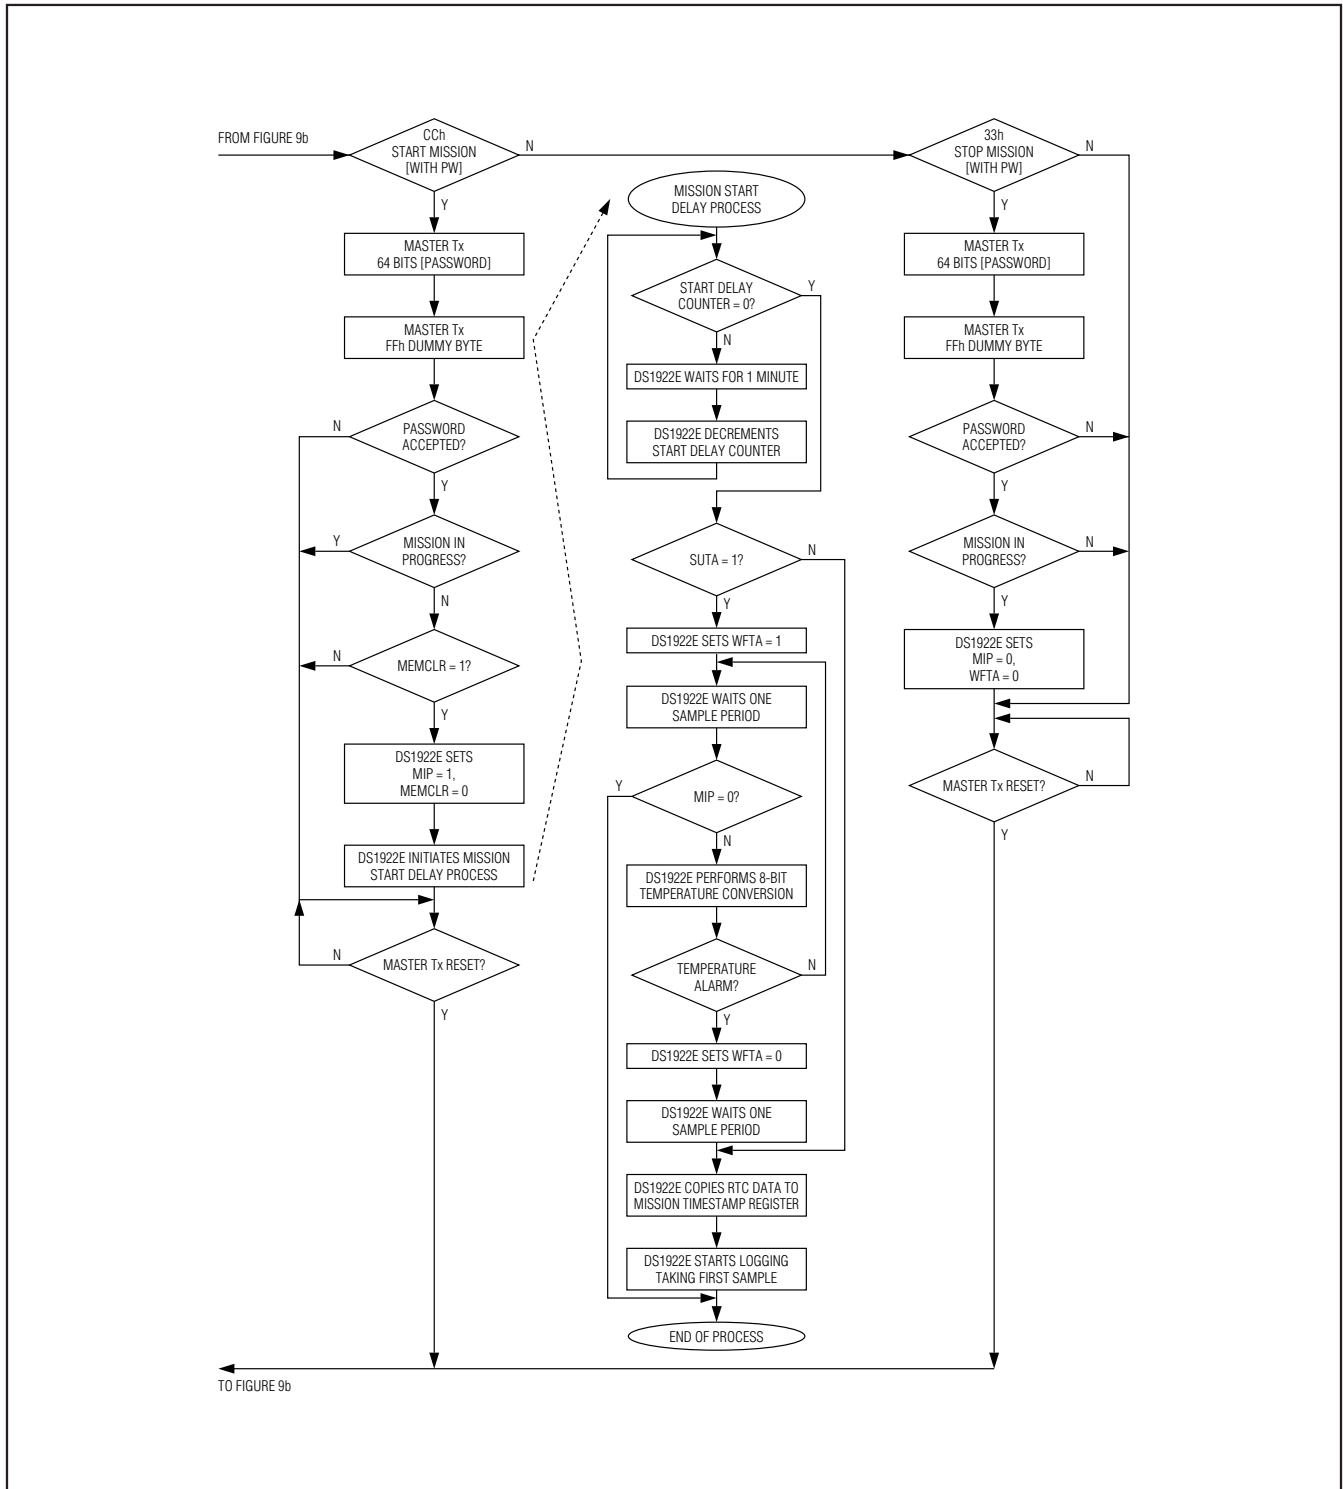 FROM FIGURE 9b
CCh
START MISSION
[WITH PW]
N
Y
MASTER Tx
64 BITS [PASSWORD]
MASTER Tx
FFh DUMMY BYTE
N
PASSWORD
ACCEPTED?
Y
Y
MISSION IN
PROGRESS?
N
N
MEMCLR = 1?
Y
DS1922E SETS
MIP = 1,
MEMCLR = 0
DS1922E INITIATES MISSION
START DELAY PROCESS
N
MASTER Tx RESET?
Y
MISSION START
DELAY PROCESS
START DELAY
COUNTER = 0?
Y
N
DS1922E WAITS FOR 1 MINUTE
DS1922E DECREMENTS
START DELAY COUNTER
SUTA = 1?
N
Y
DS1922E SETS WFTA = 1
DS1922E WAITS ONE
SAMPLE PERIOD
Y
MIP = 0?
N
DS1922E PERFORMS 8-BIT
TEMPERATURE CONVERSION
TEMPERATURE
ALARM?
N
Y
DS1922E SETS WFTA = 0
DS1922E WAITS ONE
SAMPLE PERIOD
DS1922E COPIES RTC DATA TO
MISSION TIMESTAMP REGISTER
DS1922E STARTS LOGGING
TAKING FIRST SAMPLE
END OF PROCESS
33h
STOP MISSION
[WITH PW]
N
Y
MASTER Tx
64 BITS [PASSWORD]
MASTER Tx
FFh DUMMY BYTE
PASSWORD
ACCEPTED?
N
Y
MISSION IN
PROGRESS?
N
Y
DS1922E SETS
MIP = 0,
WFTA = 0
MASTER Tx RESET?
N
Y
TO FIGURE 9b